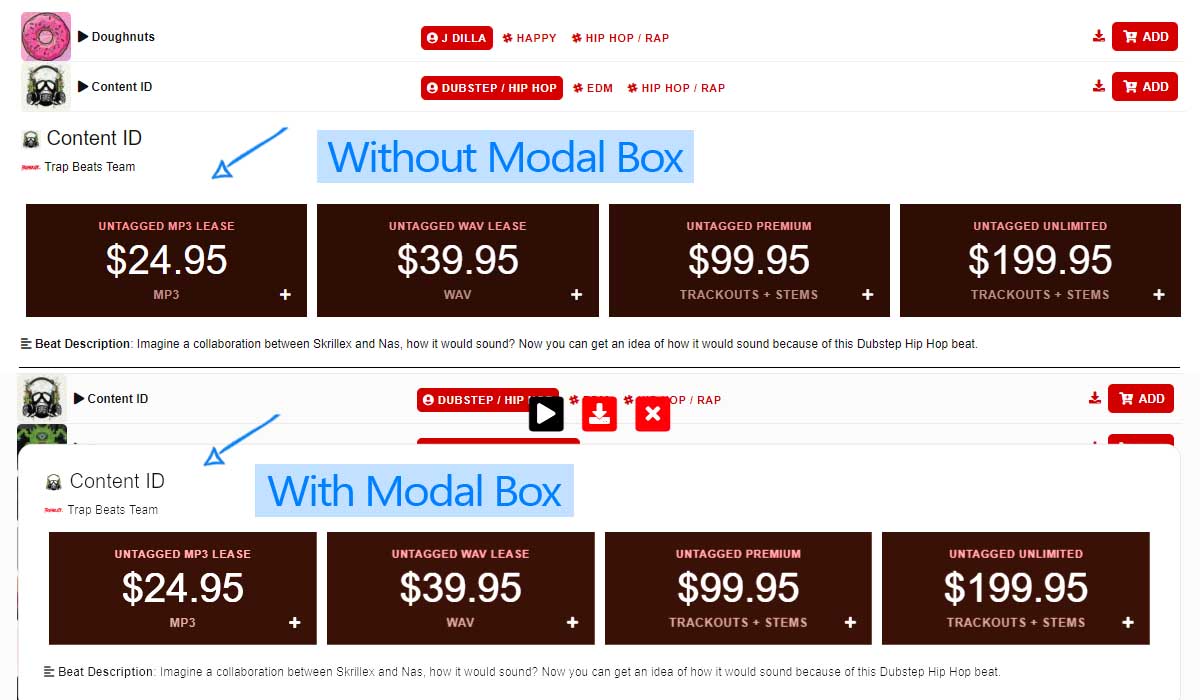 Doughnuts J DILLA HAPPY HIP HOP / RAP ADD
Content ID DUBSTEP / HIP HOP EDM HIP HOP / RAP ADD
Content ID
Without Modal Box
Trap Beats Team
UNTAGGED MP3 LEASE UNTAGGED WAV LEASE UNTAGGED PREMIUM UNTAGGED UNLIMITED
$24.95 $39.95 $99.95 $199.95
MP3 WAV TRACKOUTS + STEMS TRACKOUTS + STEMS
Beat Description: Imagine a collaboration between Skrillex and Nas, how it would sound? Now you can get an idea of how it would sound because of this Dubstep Hip Hop beat.
Content ID DUBSTEP / HIP / RAP ADD
Content ID
With Modal Box
Trap Beats Team
UNTAGGED MP3 LEASE UNTAGGED WAV LEASE UNTAGGED PREMIUM UNTAGGED UNLIMITED
$24.95 $39.95 $99.95 $199.95
MP3 WAV TRACKOUTS + STEMS TRACKOUTS + STEMS
Beat Description: Imagine a collaboration between Skrillex and Nas, how it would sound? Now you can get an idea of how it would sound because of this Dubstep Hip Hop beat.